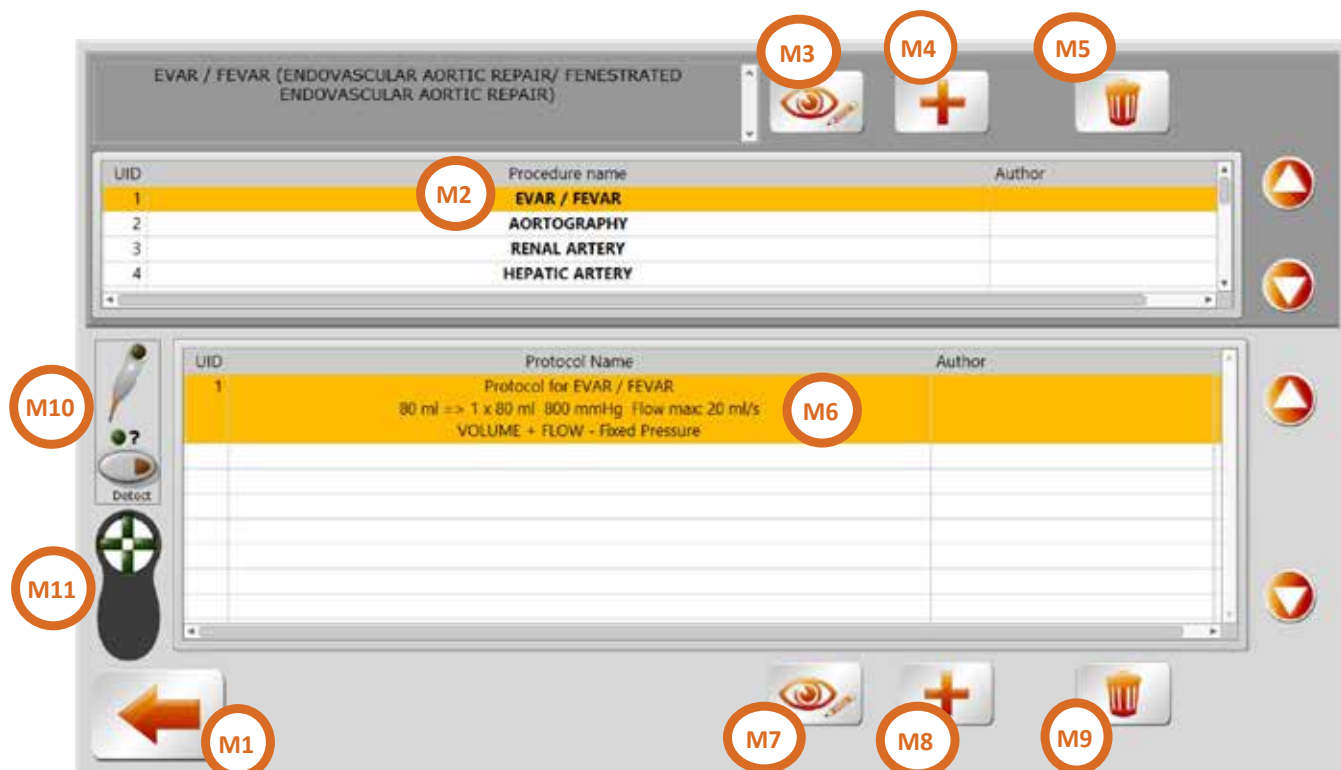 M3
M4
M5
EVAR / FEVAR (ENDOVASCULAR AORTIC REPAIR/ FENESTRATED
ENDOVASCULAR AORTIC REPAIR)
UID Procedure name Author
M2
1 EVAR / FEVAR
2 AORTOGRAPHY
3 RENAL ARTERY
4 HEPATIC ARTERY
UID Protocol Name Author
1 Protocol for EVAR / FEVAR
80 ml => 1 x 80 ml 800 mmHg Flow max: 20 ml/s
VOLUME + FLOW - Fixed Pressure
M6
M10
?
Detect
M11
M1
M7
M8
M9